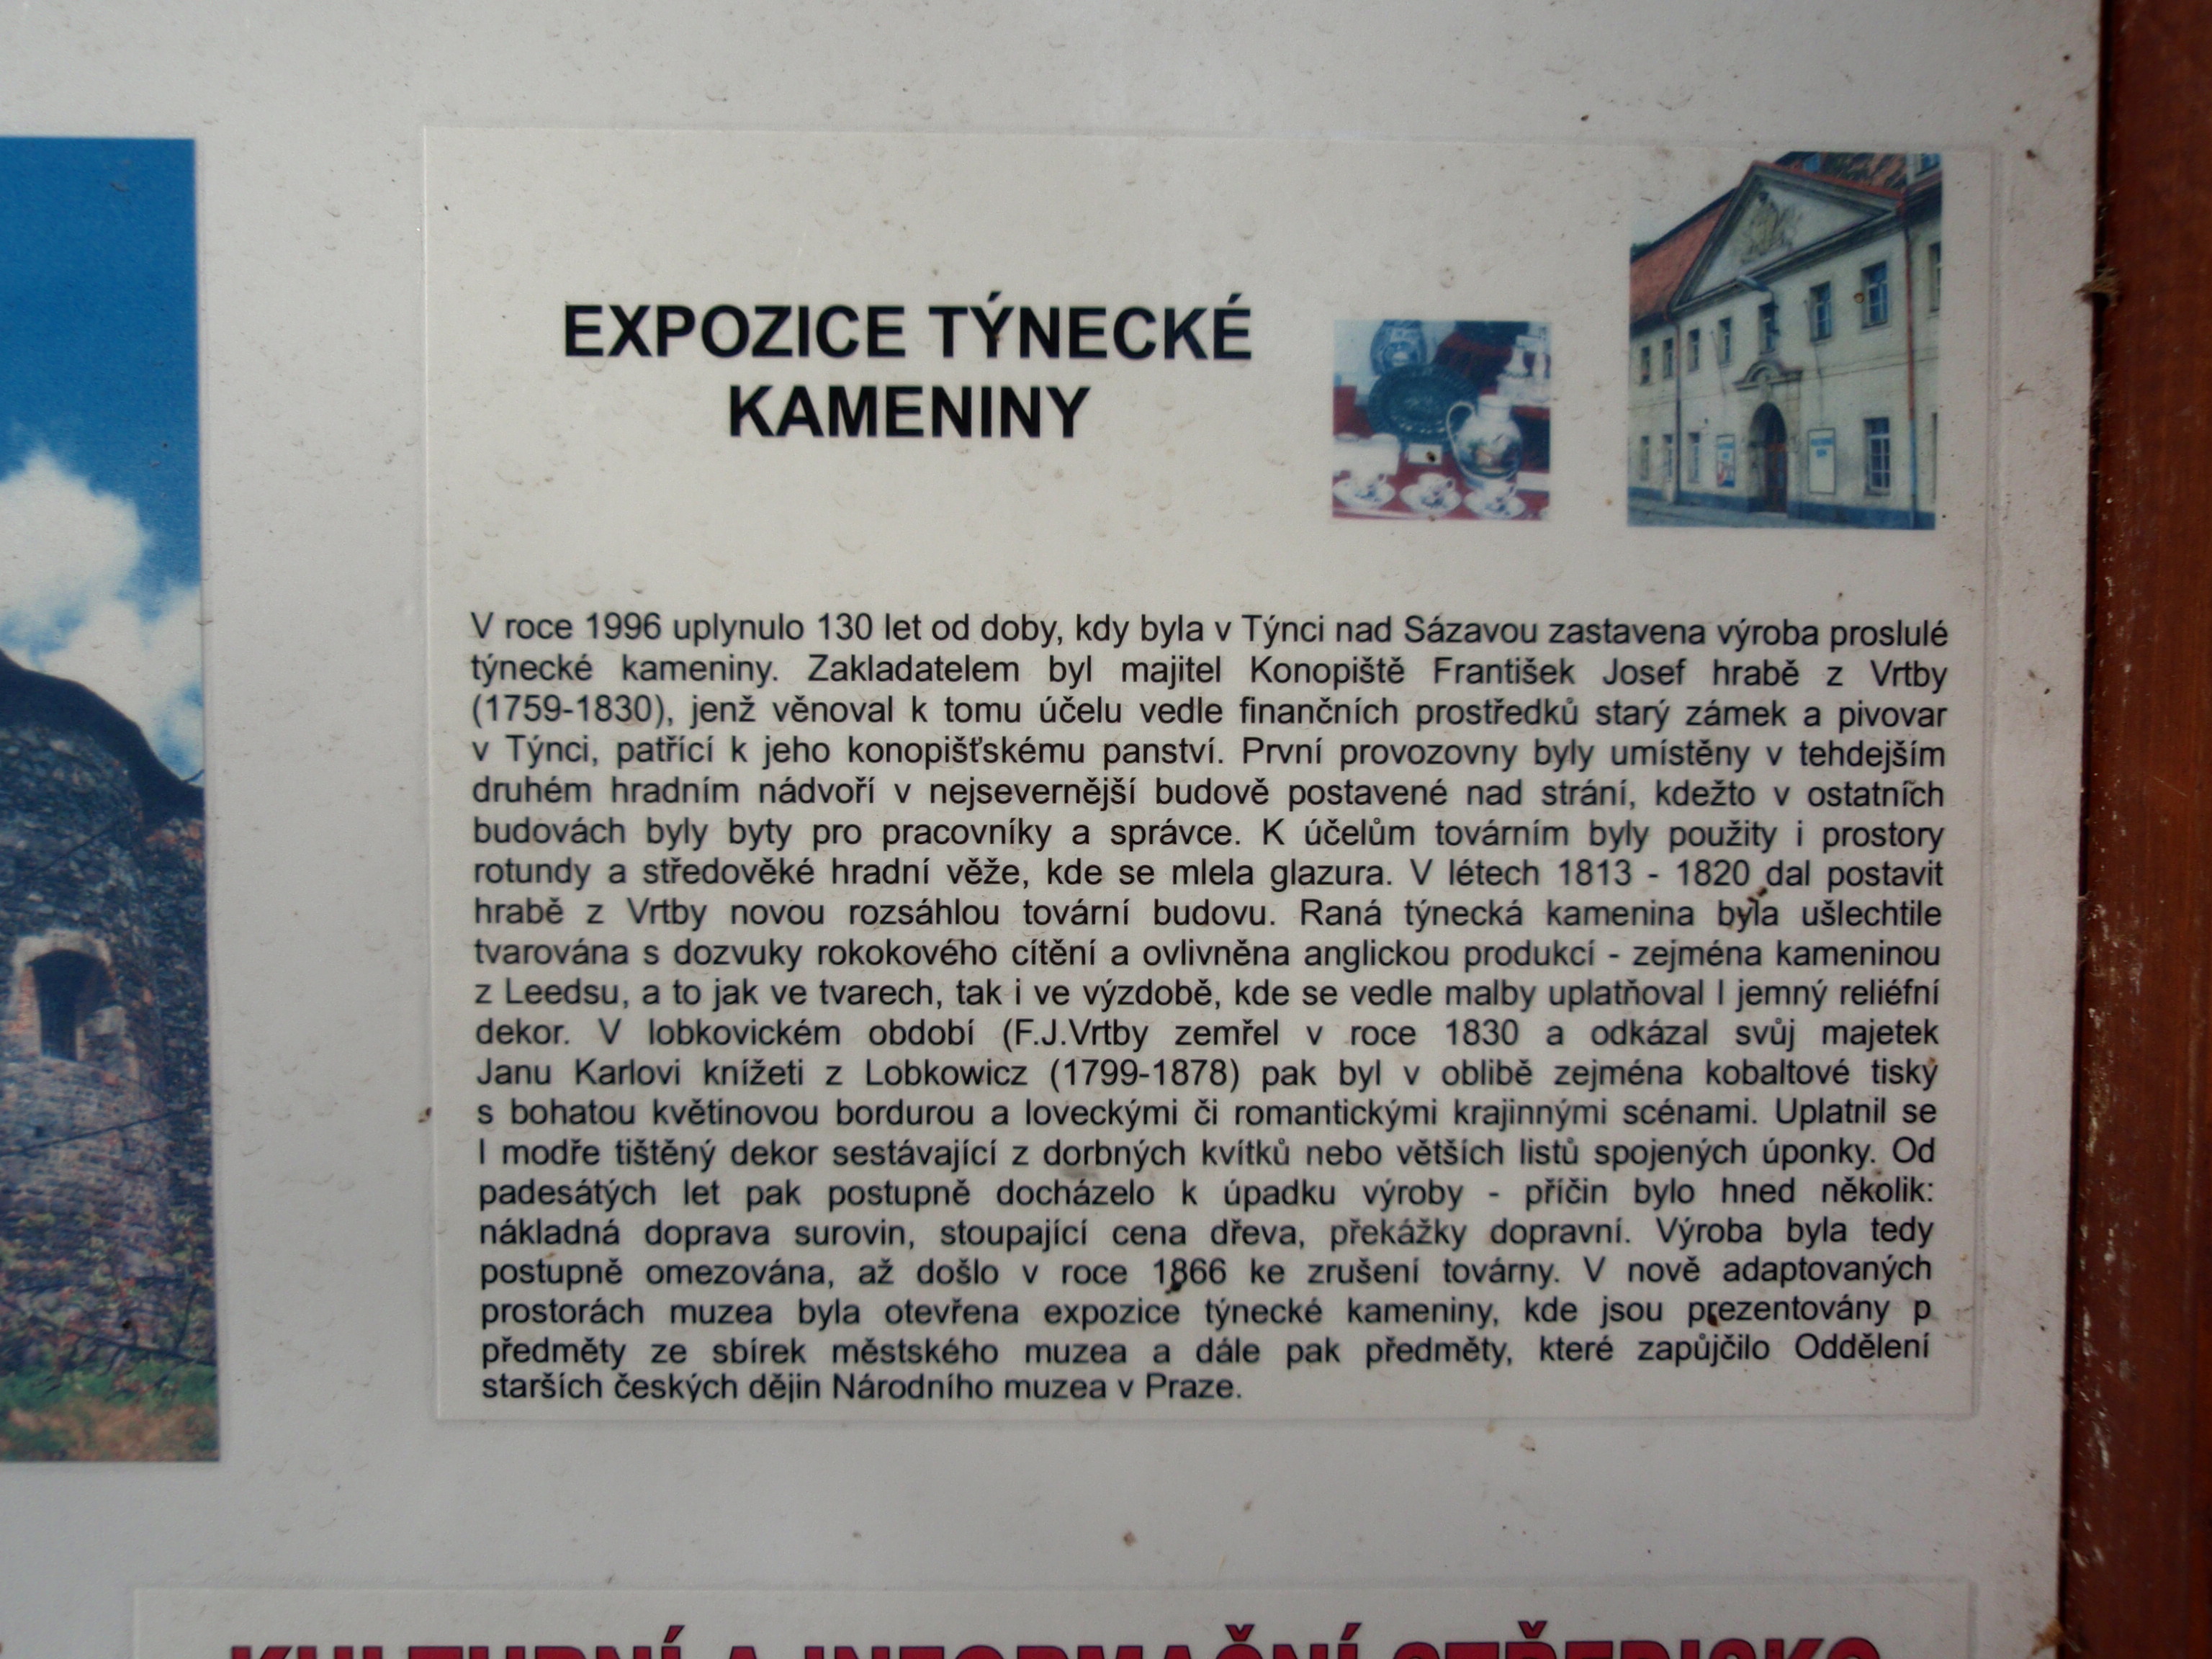 EXPOZICE TÝNECKÉ
KAMENINY
V roce 1996 uplynulo 130 let od doby, kdy byla v Týnci nad Sázavou zastavena výroba proslulé
týnecké kameniny. Zakladatelem byl majitel Konopiště František Josef hrabě z Vrtby
(1759-1830), jenž věnoval k tomu účelu vedle finančních prostředků starý zámek a pivovar
v Týnci, patřící k jeho konopišťskému panství. První provozovny byly umístěny v tehdejším
druhém hradním nádvoří v nejsevernější budově postavené nad strání, kdežto v ostatních
budovách byly byty pro pracovníky a správce. K účelům továrním byly použity i prostory
rotundy a středověké hradní věže, kde se mlela glazura. V létech 1813 - 1820 dal postavit
hrabě z Vrtby novou rozsáhlou tovární budovu. Raná týnecká kamenina byla ušlechtile
tvarována s dozvuky rokokového cítění a ovlivněna anglickou produkcí - zejména kameninou
z Leedsu, a to jak ve tvarech, tak i ve výzdobě, kde se vedle malby uplatňoval I jemný reliéfní
dekor. V lobkovickém období (F.J.Vrtby zemřel v roce 1830 a odkázal svůj majetek
Janu Karlovi knížeti z Lobkowicz (1799-1878) pak byl v oblibě zejména kobaltové tiský
s bohatou květinovou bordurou a loveckými či romantickými krajinnými scénami. Uplatnil se
I modře tištěný dekor sestávající z dorbných kvítků nebo větších listů spojených úponky. Od
padesátých let pak postupně docházelo k úpadku výroby - příčin bylo hned několik:
nákladná doprava surovin, stoupající cena dřeva, překážky dopravní. Výroba byla tedy
postupně omezována, až došlo v roce 1866 ke zrušení továrny. V nově adaptovaných
prostorách muzea byla otevřena expozice týnecké kameniny, kde jsou prezentovány p
předměty ze sbírek městského muzea a dále pak předměty, které zapůjčilo Oddělení
starších českých dějin Národního muzea v Praze.
KULTURNÍ A INFORMAČNÍ STŘEDISKO